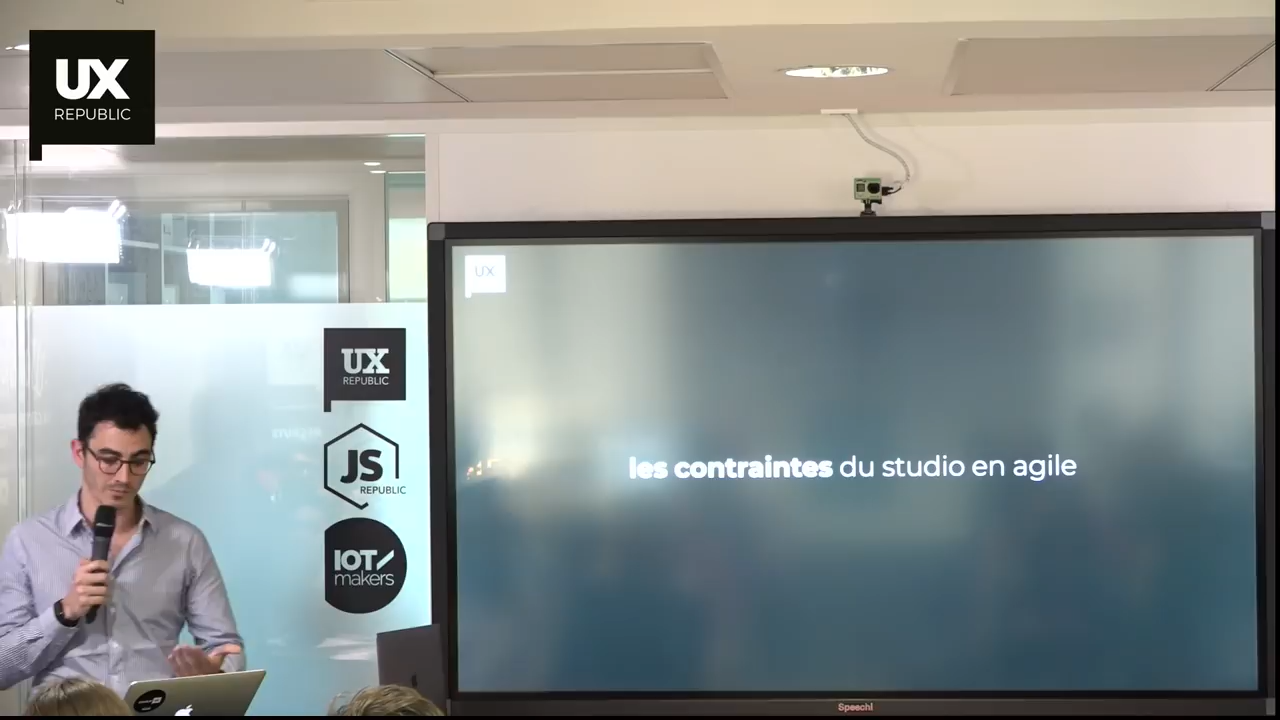 UX
REPUBLIC
UX
les contraintes du studio en agile
UX
REPUBLIC
JS
REPUBLIC
IOT/
makers
Speechi